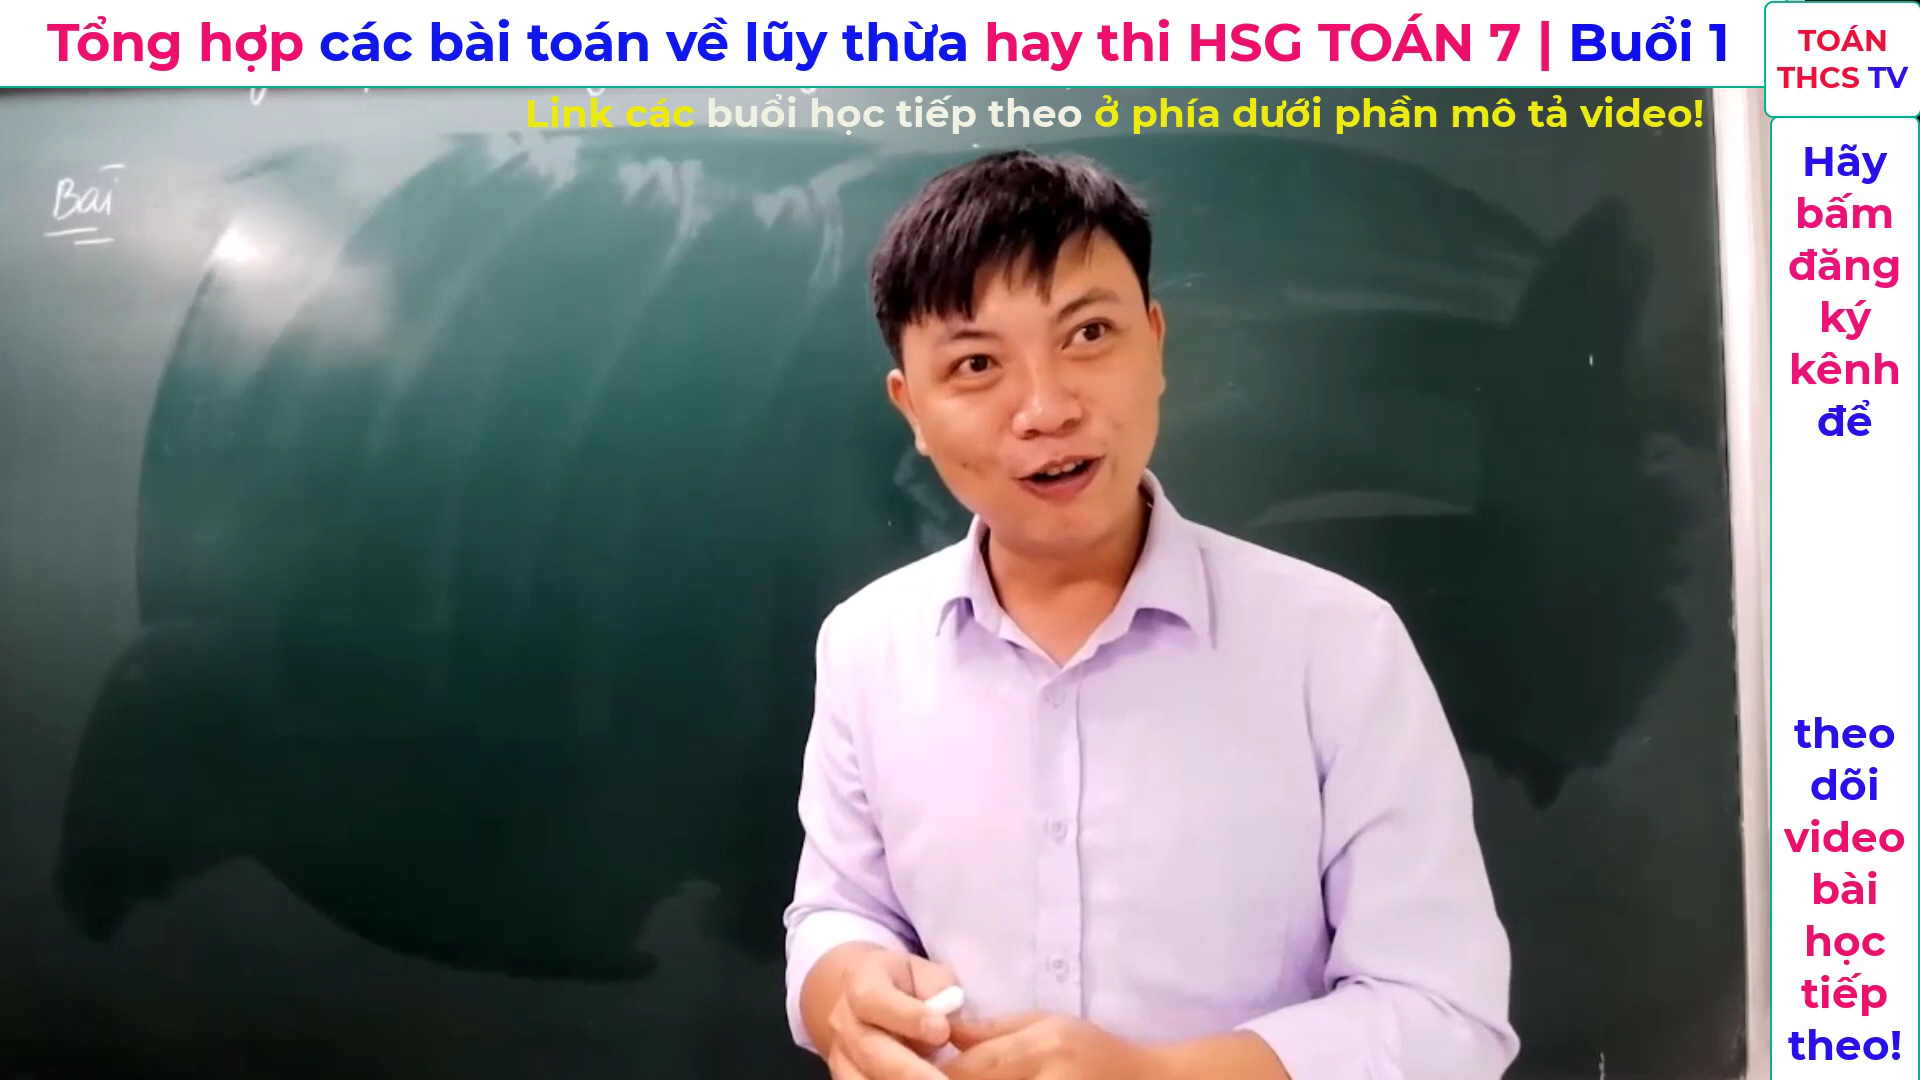 Tổng hợp các bài toán về lũy thừa hay thi HSG TOÁN 7 | Buổi 1
TOÁN
THCS TV
Link các buổi học tiếp theo ở phía dưới phần mô tả video!
Bài
Hãy
bấm
đăng
ký
kênh
để
theo
dõi
video
bài
học
tiếp
theo!